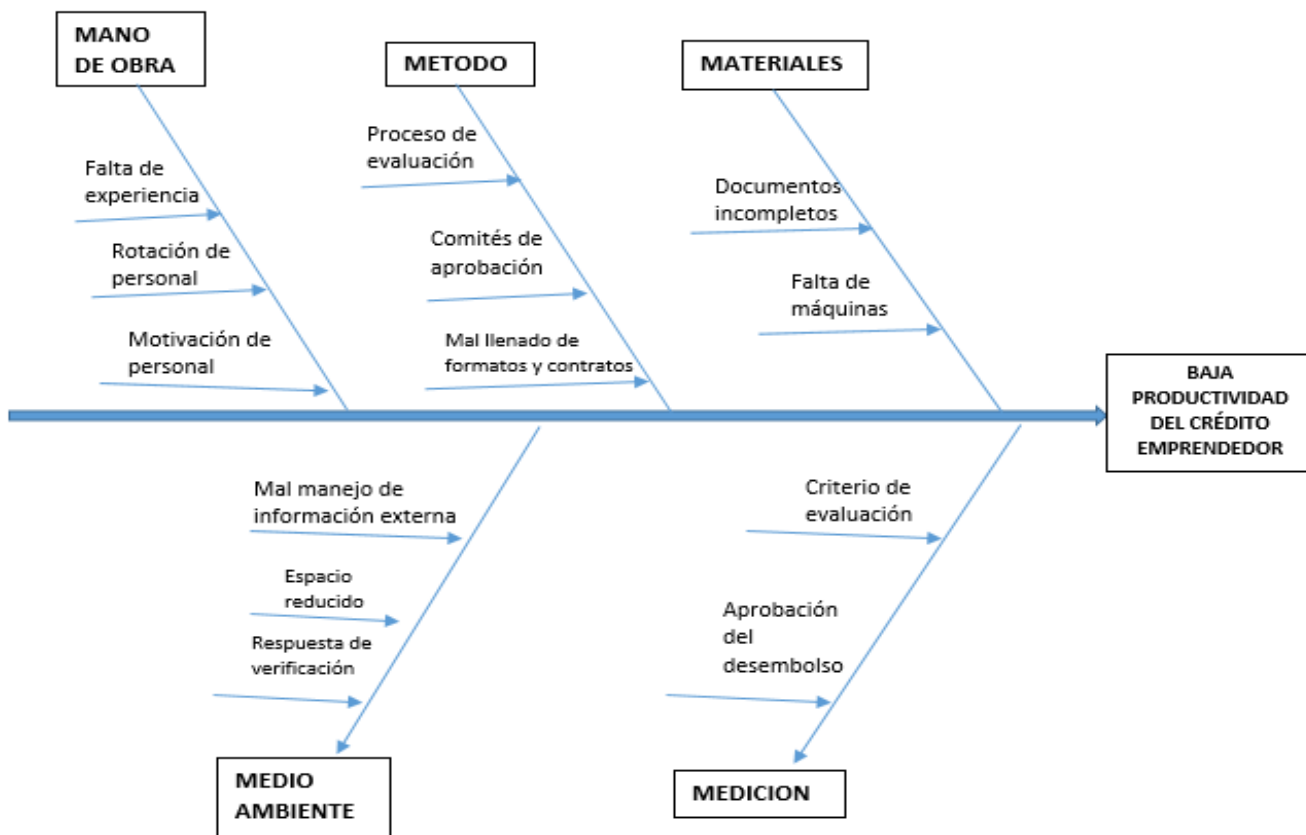 MANO
DE OBRA
METODO
MATERIALES
Falta de
experiencia
Rotación de
personal
Motivación de
personal
Proceso de
evaluación
Comités de
aprobación
Mal llenado de
formatos y contratos
Documentos
incompletos
Falta de
máquinas
BAJA
PRODUCTIVIDAD
DEL CRÉDITO
EMPRENDEDOR
Mal manejo de
información externa
Espacio
reducido
Respuesta de
verificación
Criterio de
evaluación
Aprobación
del
desembolso
MEDIO
AMBIENTE
MEDICION